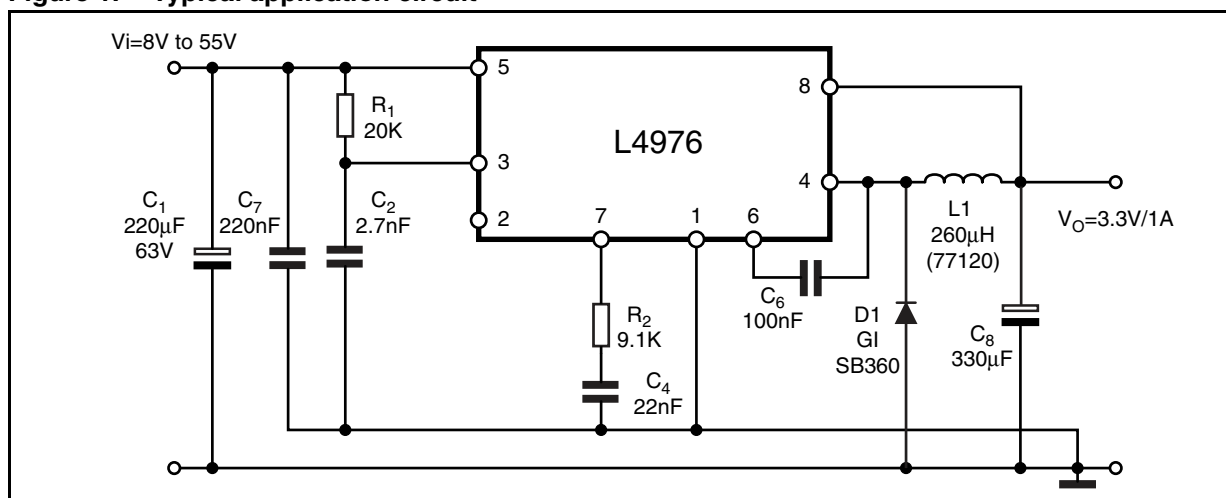 Figure 1. Typical application circuit
Vi=8V to 55V
5
8
R1
20K
L4976
3
4
C1
220μF
63V
C7
220nF
C2
2.7nF
2
7
1
6
L1
260μH
(77120)
VO=3.3V/1A
C6
100nF
R2
9.1K
D1
GI
SB360
C8
330μF
C4
22nF